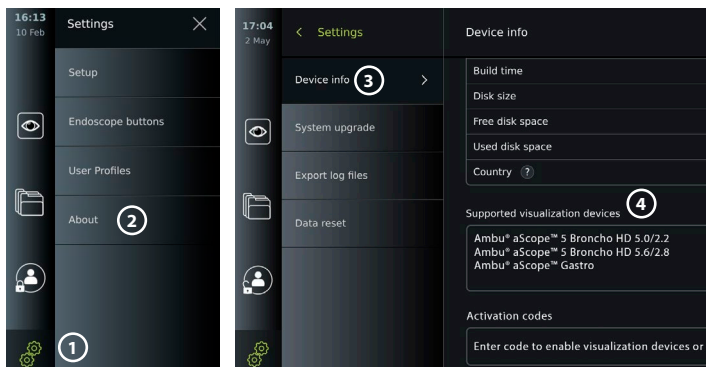 16:13
10 Feb
Settings
Setup
Endoscope buttons
User Profiles
About
2
1
17:04
2 May
Settings
Device info
3
System upgrade
Export log files
Data reset
Device info
Build time
Disk size
Free disk space
Used disk space
Country ?
Supported visualization devices
4
Ambu® aScope™ 5 Broncho HD 5.0/2.2
Ambu® aScope™ 5 Broncho HD 5.6/2.8
Ambu® aScope™ Gastro
Activation codes
Enter code to enable visualization devices or